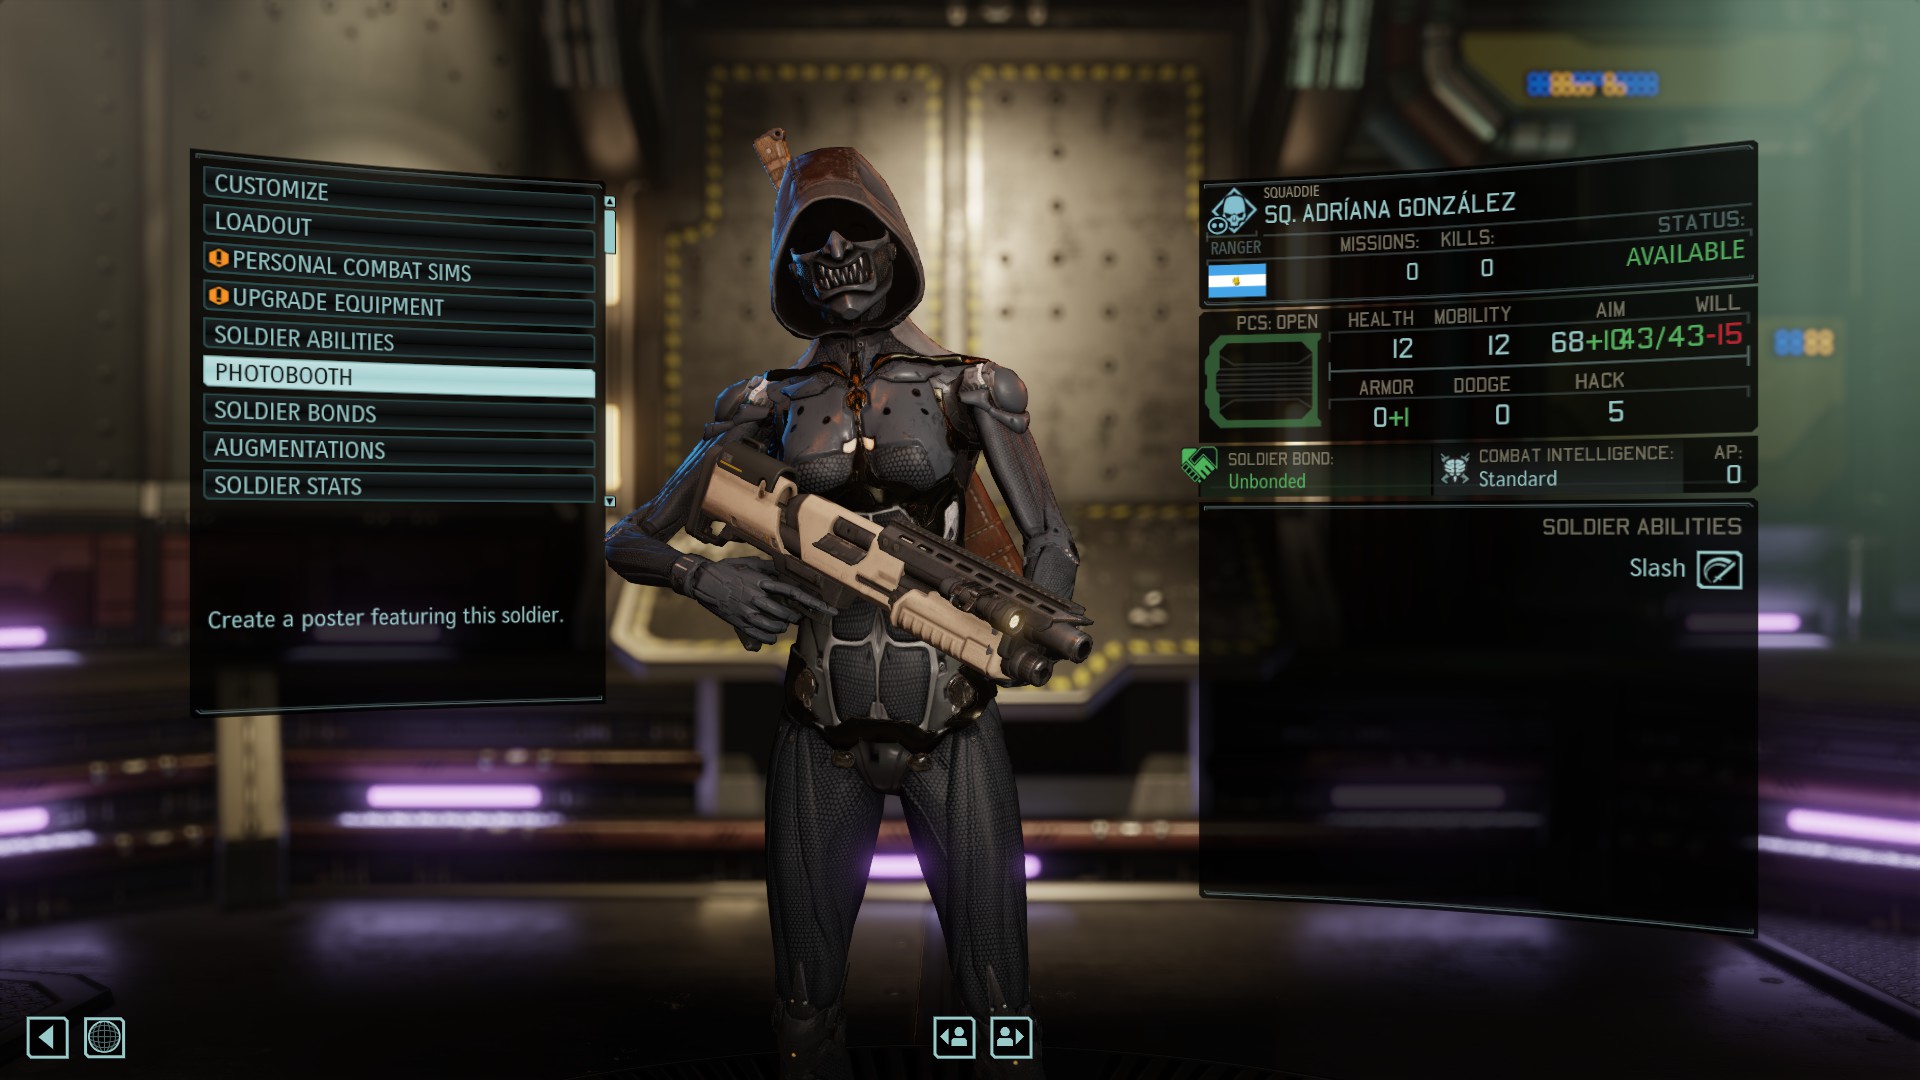 CUSTOMIZE
LOADOUT
PERSONAL COMBAT SIMS
UPGRADE EQUIPMENT
SOLDIER ABILITIES
PHOTOBOOTH
SOLDIER BONDS
AUGMENTATIONS
SOLDIER STATS
Create a poster featuring this soldier.
SQUADDIE
SQ. ADRÍANA GONZÁLEZ
RANGER
MISSIONS: KILLS: STATUS:
0 0 AVAILABLE
PCS: OPEN
HEALTH MOBILITY AIM WILL
12 12 68+10 43/43-15
ARMOR DODGE HACK
0+1 0 5
SOLDIER BOND: COMBAT INTELLIGENCE: AP:
Unbonded Standard 0
SOLDIER ABILITIES
Slash